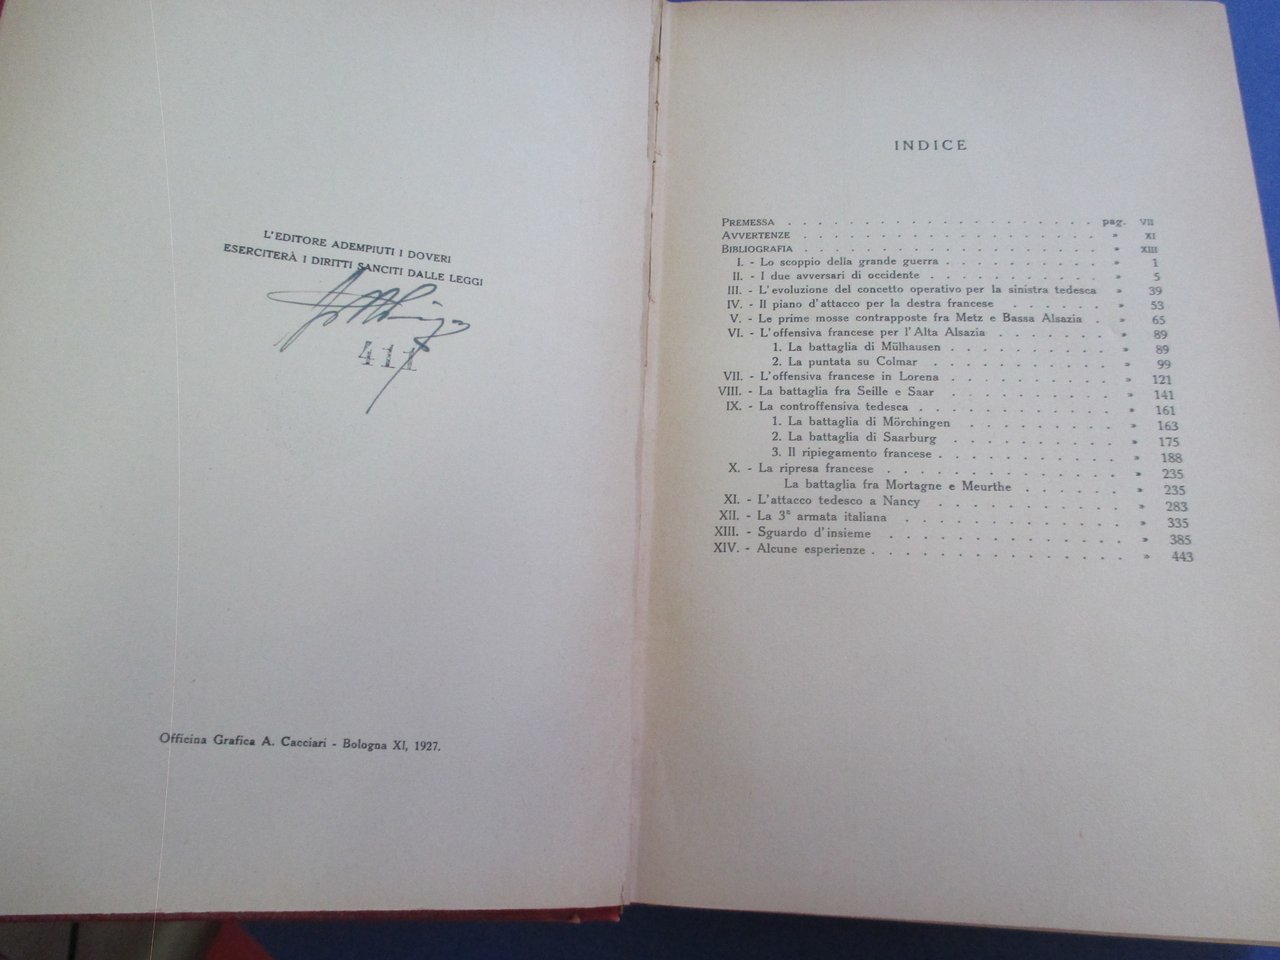 L'EDITORE ADEMPIUTI I DOVERI
ESERCITERÀ I DIRITTI SANCITI DALLE LEGGI
411
Officina Grafica A. Cacciari - Bologna XI, 1927.
INDICE
PREMESSA . . . . . . . . . . . . . . . . . . . . pag. VII
AVVERTENZE . . . . . . . . . . . . . . . . . . . . » XI
BIBLIOGRAFIA . . . . . . . . . . . . . . . . . . . . » XIII
I. - Lo scoppio della grande guerra . . . . . . . . . . » 1
II. - I due avversari di occidente . . . . . . . . . . . » 5
III. - L'evoluzione del concetto operativo per la sinistra tedesca » 39
IV. - Il piano d'attacco per la destra francese . . . . . . » 53
V. - Le prime mosse contrapposte fra Metz e Bassa Alsazia . » 65
VI. - L'offensiva francese per l'Alta Alsazia . . . . . . . » 89
1. La battaglia di Mülhausen . . . . . . . . . . » 89
2. La puntata su Colmar . . . . . . . . . . . » 99
VII. - L'offensiva francese in Lorena . . . . . . . . . . » 121
VIII. - La battaglia fra Seille e Saar . . . . . . . . . . » 141
IX. - La controffensiva tedesca . . . . . . . . . . . . » 161
1. La battaglia di Mörchingen . . . . . . . . . » 163
2. La battaglia di Saarburg . . . . . . . . . . » 175
3. Il ripiegamento francese . . . . . . . . . . . » 188
X. - La ripresa francese . . . . . . . . . . . . . . » 235
La battaglia fra Mortagne e Meurthe . . . . . . » 235
XI. - L'attacco tedesco a Nancy . . . . . . . . . . . » 283
XII. - La 3ª armata italiana . . . . . . . . . . . . . » 335
XIII. - Sguardo d'insieme . . . . . . . . . . . . . . » 385
XIV. - Alcune esperienze . . . . . . . . . . . . . . . » 443